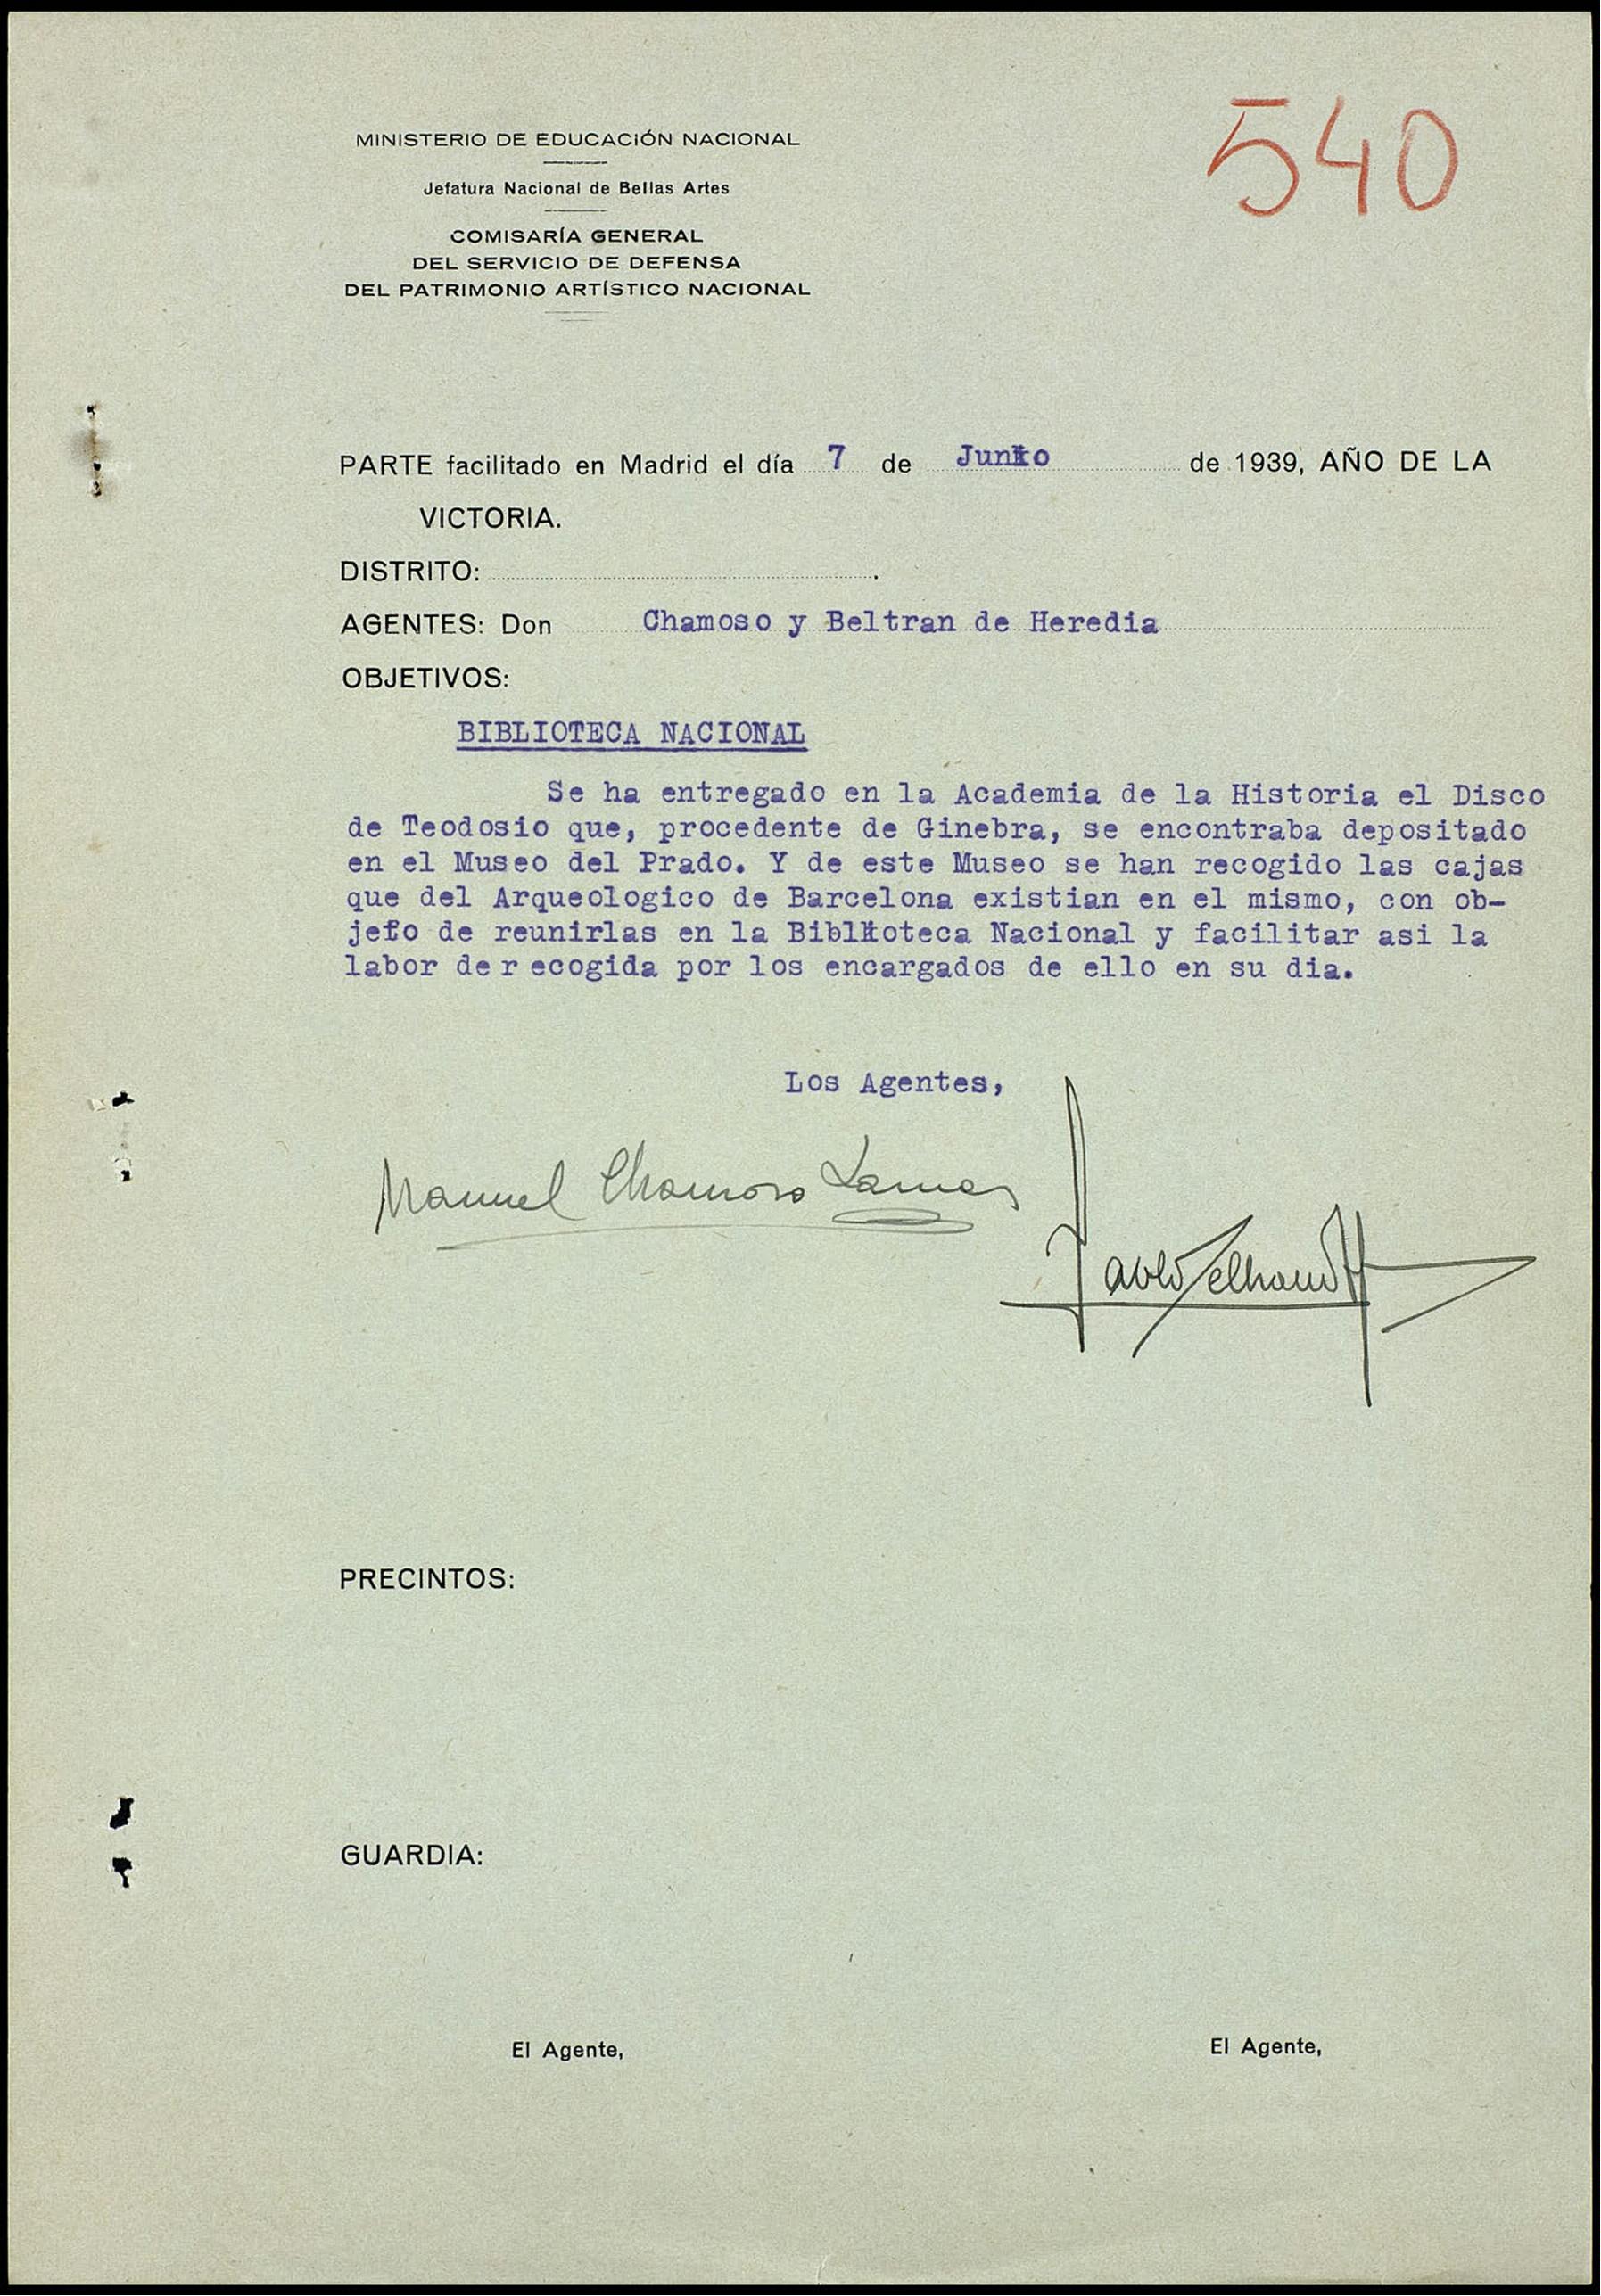 540
MINISTERIO DE EDUCACIÓN NACIONAL
Jefatura Nacional de Bellas Artes
COMISARÍA GENERAL
DEL SERVICIO DE DEFENSA
DEL PATRIMONIO ARTÍSTICO NACIONAL
PARTE facilitado en Madrid el día 7 de Junio de 1939, AÑO DE LA
VICTORIA.
DISTRITO:
AGENTES: Don Chamoso y Beltran de Heredia
OBJETIVOS:
BIBLIOTECA NACIONAL
Se ha entregado en la Academia de la Historia el Disco
de Teodosio que, procedente de Ginebra, se encontraba depositado
en el Museo del Prado. Y de este Museo se han recogido las cajas
que del Arqueologico de Barcelona existian en el mismo, con ob-
jeto de reunirlas en la Biblioteca Nacional y facilitar asi la
labor de r ecogida por los encargados de ello en su dia.
Los Agentes,
Manuel Chamoso Lamas
Pablo
PRECINTOS:
GUARDIA:
El Agente,
El Agente,